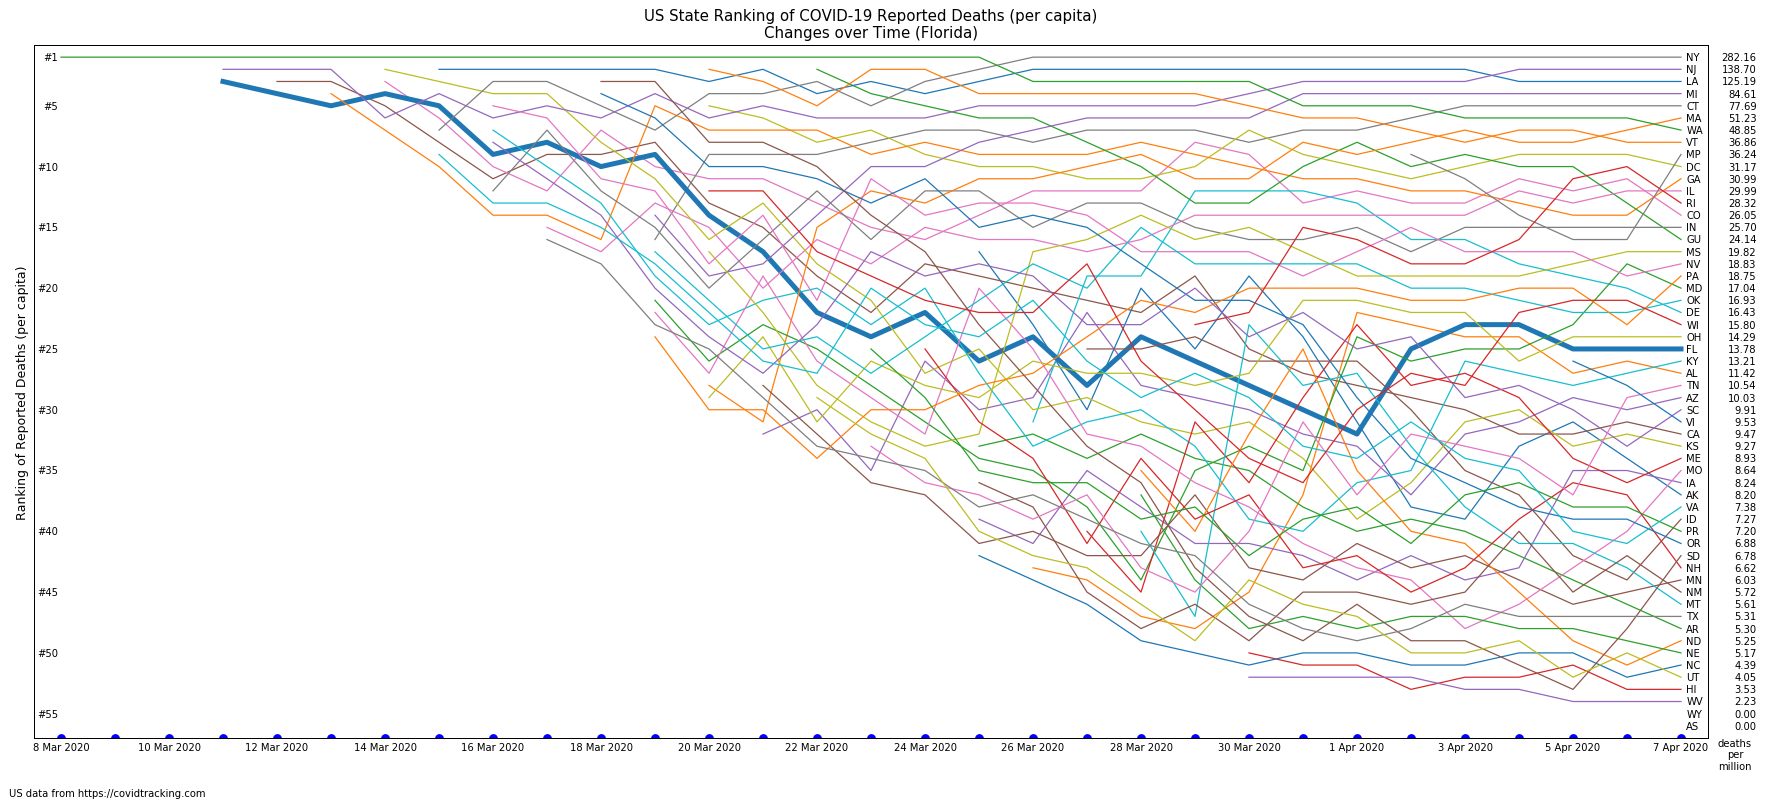 US State Ranking of COVID-19 Reported Deaths (per capita)
Changes over Time (Florida)
Ranking of Reported Deaths (per capita)
#1
#5
#10
#15
#20
#25
#30
#35
#40
#45
#50
#55
NY 282.16
NJ 138.70
LA 125.19
MI 84.61
CT 77.69
MA 51.23
WA 48.85
VT 36.86
MP 36.24
DC 31.17
GA 30.99
IL 29.99
RI 28.32
CO 26.05
IN 25.70
GU 24.14
MS 19.82
NV 18.83
PA 18.75
MD 17.04
OK 16.93
DE 16.43
WI 15.80
OH 14.29
FL 13.78
KY 13.21
AL 11.42
TN 10.54
AZ 10.03
SC 9.91
VI 9.53
CA 9.47
KS 9.27
ME 8.93
MO 8.64
IA 8.24
AK 8.20
VA 7.38
ID 7.27
PR 7.20
OR 6.88
SD 6.78
NH 6.62
MN 6.03
NM 5.72
MT 5.61
TX 5.31
AR 5.30
ND 5.25
NE 5.17
NC 4.39
UT 4.05
HI 3.53
WV 2.23
WY 0.00
AS 0.00
8 Mar 2020 10 Mar 2020 12 Mar 2020 14 Mar 2020 16 Mar 2020 18 Mar 2020 20 Mar 2020 22 Mar 2020 24 Mar 2020 26 Mar 2020 28 Mar 2020 30 Mar 2020 1 Apr 2020 3 Apr 2020 5 Apr 2020 7 Apr 2020
deaths
per
million
US data from https://covidtracking.com